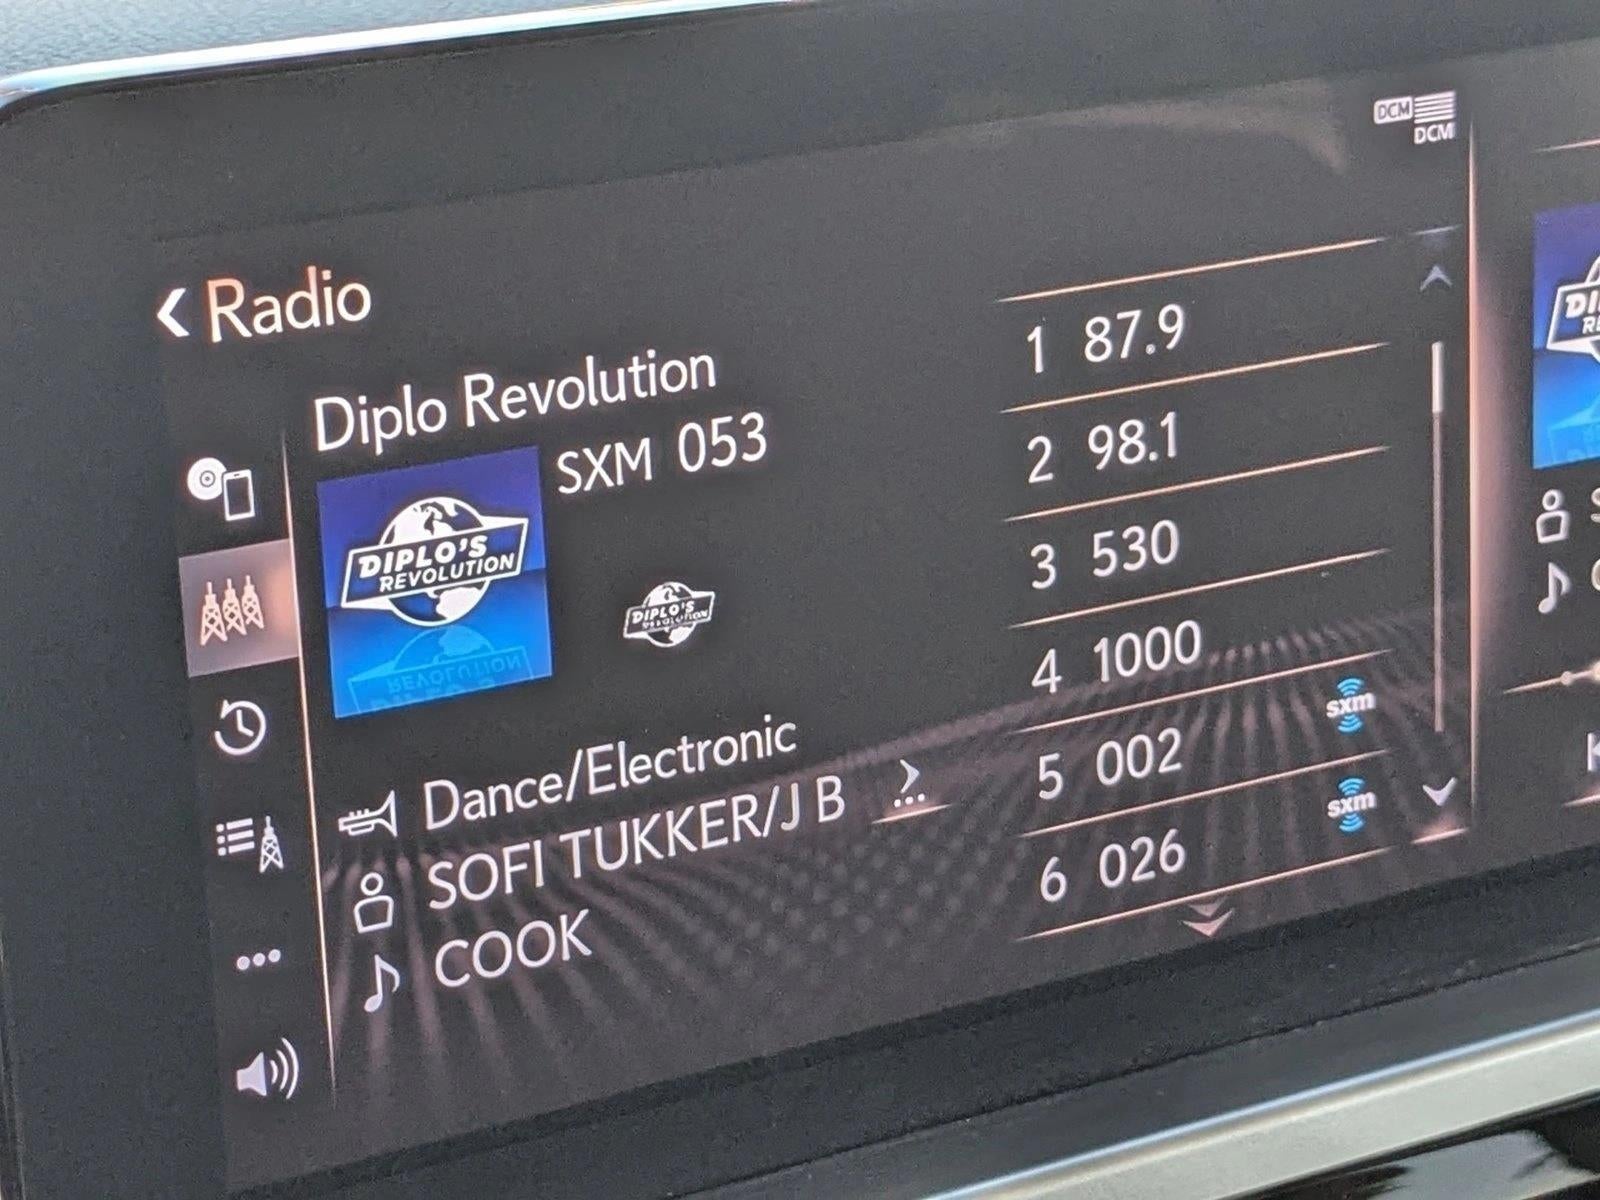 DCM
DCM
Radio
Diplo Revolution
SXM 053
DIPLO'S
REVOLUTION
REVOLUTION
DIPLO'S
REVOLUTION
Dance/Electronic
SOFI TUKKER/J B
COOK
1 87.9
2 98.1
3 530
4 1000
5 002 sxm
6 026 sxm